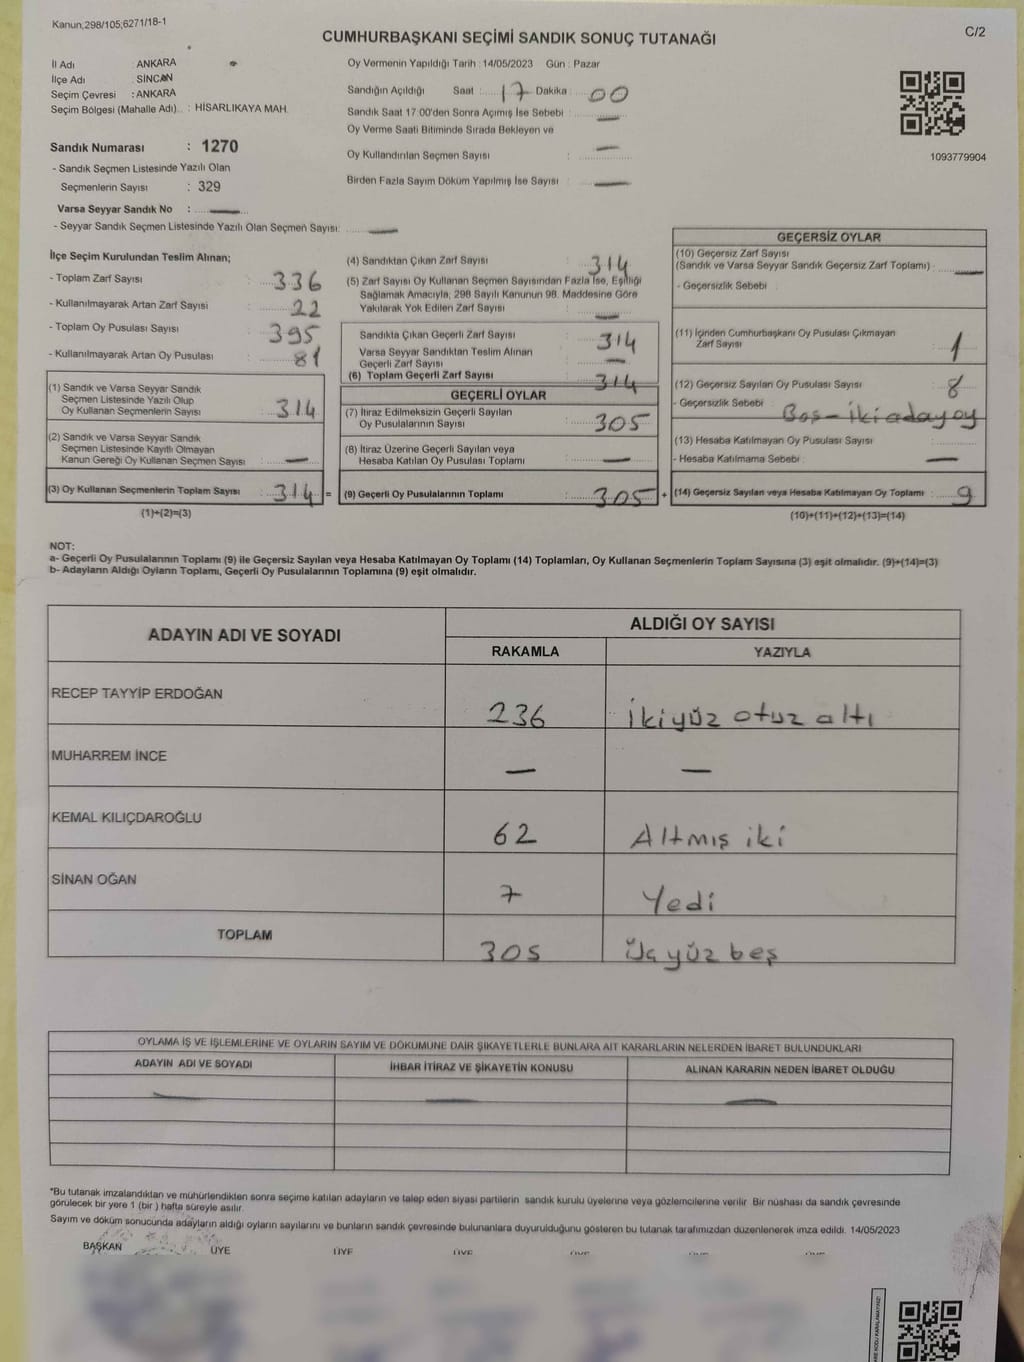 Kanun;298/105;6271/18-1
C/2
CUMHURBAŞKANI SEÇİMİ SANDIK SONUÇ TUTANAĞI
İl Adı : ANKARA
İlçe Adı : SİNCAN
Seçim Çevresi : ANKARA
Seçim Bölgesi (Mahalle Adı) : HİSARLIKAYA MAH.
Oy Vermenin Yapıldığı Tarih : 14/05/2023 Gün : Pazar
Sandığın Açıldığı Saat : 17 Dakika : 00
Sandık Saat 17:00'den Sonra Açılmış İse Sebebi : —
Oy Verme Saati Bitiminde Sırada Bekleyen ve
Oy Kullandırılan Seçmen Sayısı : —
Birden Fazla Sayım Döküm Yapılmış İse Sayısı : —
1093779904
Sandık Numarası : 1270
- Sandık Seçmen Listesinde Yazılı Olan
Seçmenlerin Sayısı : 329
Varsa Seyyar Sandık No : —
- Seyyar Sandık Seçmen Listesinde Yazılı Olan Seçmen Sayısı: —
İlçe Seçim Kurulundan Teslim Alınan;
- Toplam Zarf Sayısı : 336
- Kullanılmayarak Artan Zarf Sayısı : 22
- Toplam Oy Pusulası Sayısı : 395
- Kullanılmayarak Artan Oy Pusulası : 81
(1) Sandık ve Varsa Seyyar Sandık
Seçmen Listesinde Yazılı Olup
Oy Kullanan Seçmenlerin Sayısı : 314
(2) Sandık ve Varsa Seyyar Sandık
Seçmen Listesinde Kayıtlı Olmayan
Kanun Gereği Oy Kullanan Seçmen Sayısı : —
(3) Oy Kullanan Seçmenlerin Toplam Sayısı : 314 =
(1)+(2)=(3)
(4) Sandıktan Çıkan Zarf Sayısı : 314
(5) Zarf Sayısı Oy Kullanan Seçmen Sayısından Fazla İse, Eşitliği
Sağlamak Amacıyla, 298 Sayılı Kanunun 98. Maddesine Göre
Yakılarak Yok Edilen Zarf Sayısı : —
Sandıkta Çıkan Geçerli Zarf Sayısı : 314
Varsa Seyyar Sandıktan Teslim Alınan
Geçerli Zarf Sayısı : —
(6) Toplam Geçerli Zarf Sayısı : 314
GEÇERLİ OYLAR
(7) İtiraz Edilmeksizin Geçerli Sayılan
Oy Pusulalarının Sayısı : 305
(8) İtiraz Üzerine Geçerli Sayılan veya
Hesaba Katılan Oy Pusulası Toplamı : —
(9) Geçerli Oy Pusulalarının Toplamı : 305 +
GEÇERSİZ OYLAR
(10) Geçersiz Zarf Sayısı
(Sandık ve Varsa Seyyar Sandık Geçersiz Zarf Toplamı) : —
- Geçersizlik Sebebi :
(11) İçinden Cumhurbaşkanı Oy Pusulası Çıkmayan
Zarf Sayısı : 1
(12) Geçersiz Sayılan Oy Pusulası Sayısı : 8
- Geçersizlik Sebebi : Boş - iki aday oy
(13) Hesaba Katılmayan Oy Pusulası Sayısı :
- Hesaba Katılmama Sebebi : —
(14) Geçersiz Sayılan veya Hesaba Katılmayan Oy Toplamı : 9
(10)+(11)+(12)+(13)=(14)
NOT:
a- Geçerli Oy Pusulalarının Toplamı (9) ile Geçersiz Sayılan veya Hesaba Katılmayan Oy Toplamı (14) Toplamları, Oy Kullanan Seçmenlerin Toplam Sayısına (3) eşit olmalıdır. (9)+(14)=(3)
b- Adayların Aldığı Oyların Toplamı, Geçerli Oy Pusulalarının Toplamına (9) eşit olmalıdır.
ADAYIN ADI VE SOYADI ALDIĞI OY SAYISI
RAKAMLA YAZIYLA
RECEP TAYYİP ERDOĞAN 236 İkiyüz otuz altı
MUHARREM İNCE — —
KEMAL KILIÇDAROĞLU 62 Altmış iki
SİNAN OĞAN 7 Yedi
TOPLAM 305 Üçyüz beş
OYLAMA İŞ VE İŞLEMLERİNE VE OYLARIN SAYIM VE DÖKÜMÜNE DAİR ŞİKAYETLERLE BUNLARA AİT KARARLARIN NELERDEN İBARET BULUNDUKLARI
ADAYIN ADI VE SOYADI İHBAR İTİRAZ VE ŞİKAYETİN KONUSU ALINAN KARARIN NEDEN İBARET OLDUĞU
— — —
*Bu tutanak imzalandıktan ve mühürlendikten sonra seçime katılan adayların ve talep eden siyasi partilerin sandık kurulu üyelerine veya gözlemcilerine verilir. Bir nüshası da sandık çevresinde
görülecek bir yere 1 (bir ) hafta süreyle asılır.
Sayım ve döküm sonucunda adayların aldığı oyların sayılarını ve bunların sandık çevresinde bulunanlara duyurulduğunu gösteren bu tutanak tarafımızdan düzenlenerek imza edildi. 14/05/2023
BAŞKAN ÜYE ÜYE ÜYE